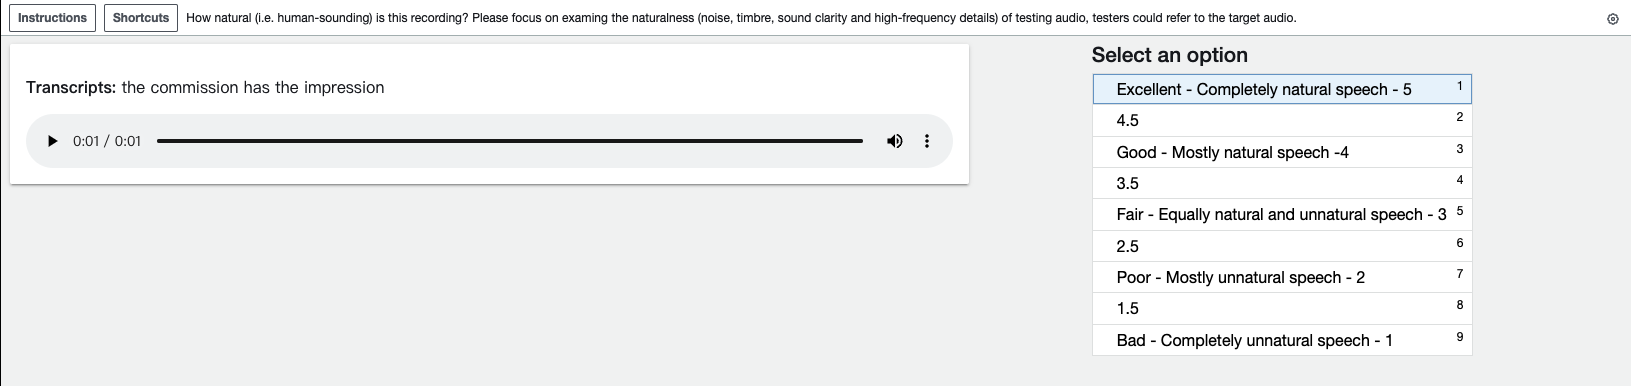 Instructions Shortcuts How natural (i.e. human-sounding) is this recording? Please focus on examing the naturalness (noise, timbre, sound clarity and high-frequency details) of testing audio, testers could refer to the target audio.
Transcripts: the commission has the impression
0:01 / 0:01
Select an option
Excellent - Completely natural speech - 5 1
4.5 2
Good - Mostly natural speech -4 3
3.5 4
Fair - Equally natural and unnatural speech - 3 5
2.5 6
Poor - Mostly unnatural speech - 2 7
1.5 8
Bad - Completely unnatural speech - 1 9